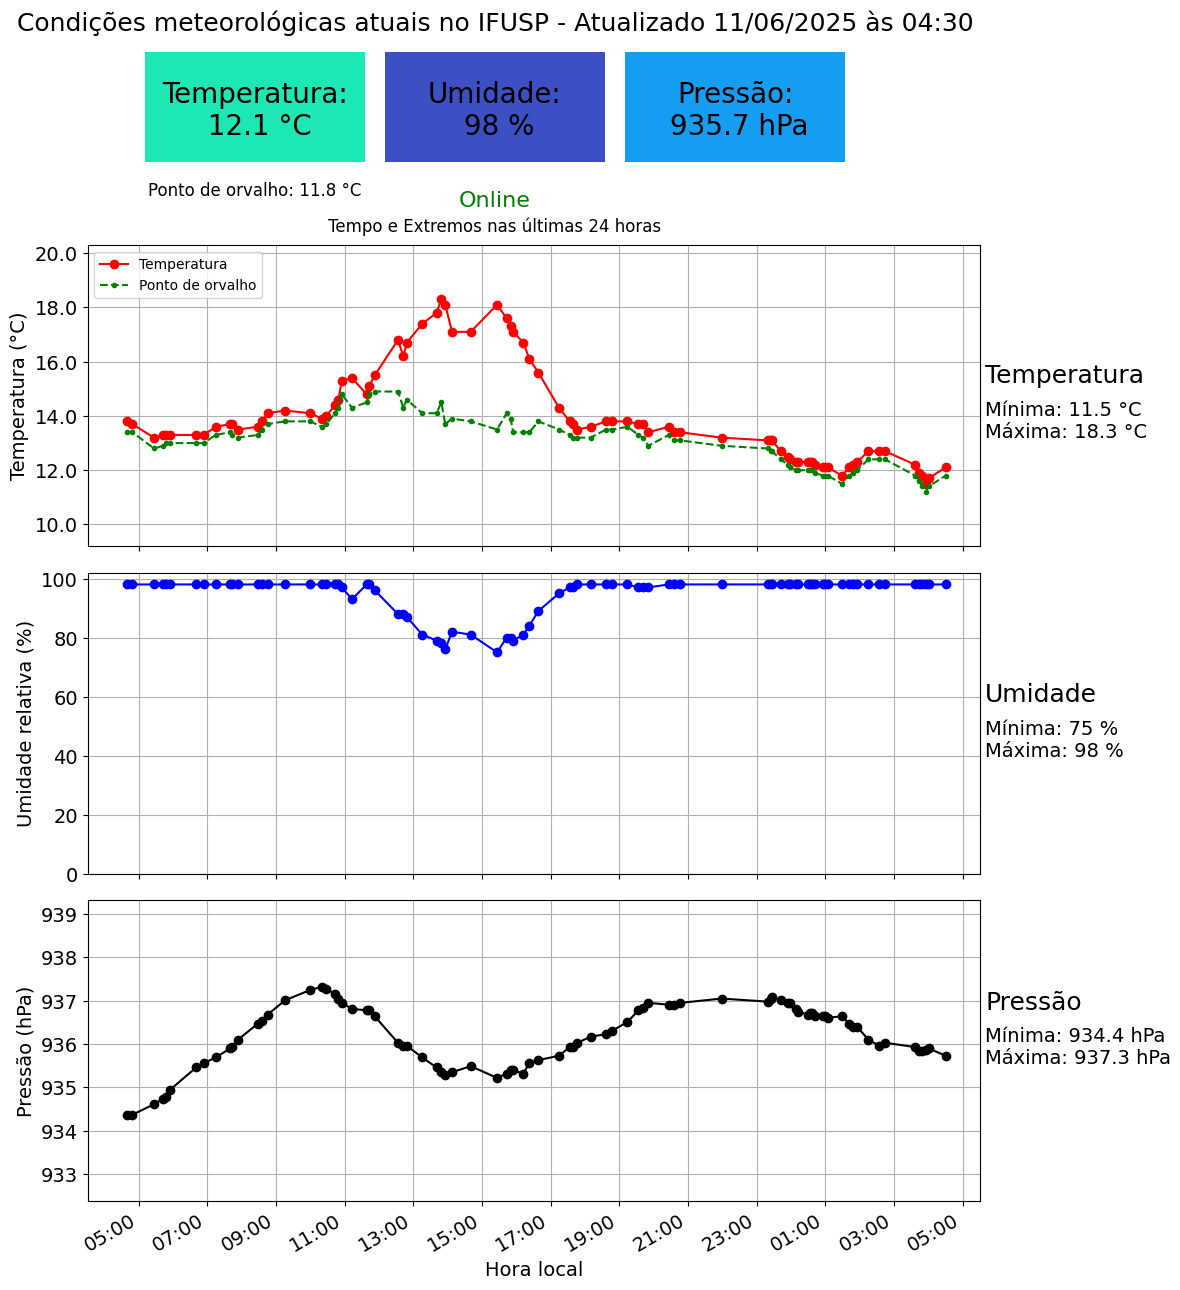 Condições meteorológicas atuais no IFUSP - Atualizado 11/06/2025 às 04:30
Temperatura:
12.1 °C
Umidade:
98 %
Pressão:
935.7 hPa
Ponto de orvalho: 11.8 °C
Online
Tempo e Extremos nas últimas 24 horas
Temperatura
Ponto de orvalho
Temperatura (°C)
20.0
18.0
16.0
14.0
12.0
10.0
Temperatura
Mínima: 11.5 °C
Máxima: 18.3 °C
Umidade relativa (%)
100
80
60
40
20
0
Umidade
Mínima: 75 %
Máxima: 98 %
Pressão (hPa)
939
938
937
936
935
934
933
Pressão
Mínima: 934.4 hPa
Máxima: 937.3 hPa
05:00 07:00 09:00 11:00 13:00 15:00 17:00 19:00 21:00 23:00 01:00 03:00 05:00
Hora local